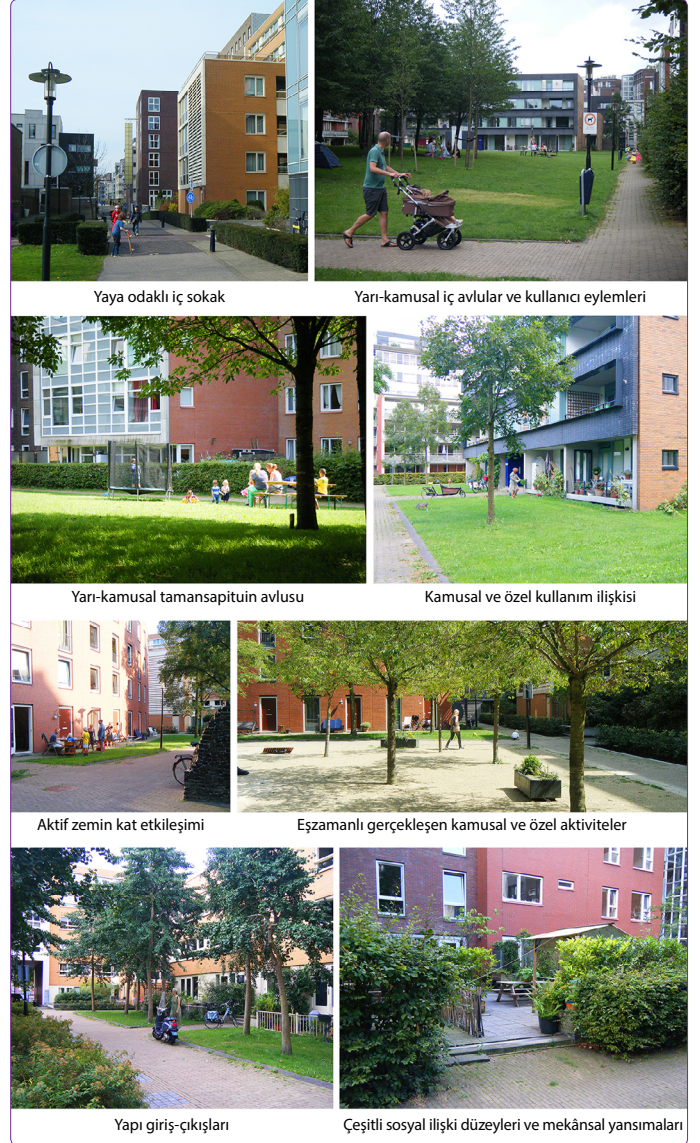 Yaya odaklı iç sokak
Yarı-kamusal iç avlular ve kullanıcı eylemleri
Yarı-kamusal tamansapituin avlusu
Kamusal ve özel kullanım ilişkisi
Aktif zemin kat etkileşimi
Eşzamanlı gerçekleşen kamusal ve özel aktiviteler
Yapı giriş-çıkışları
Çeşitli sosyal ilişki düzeyleri ve mekânsal yansımaları